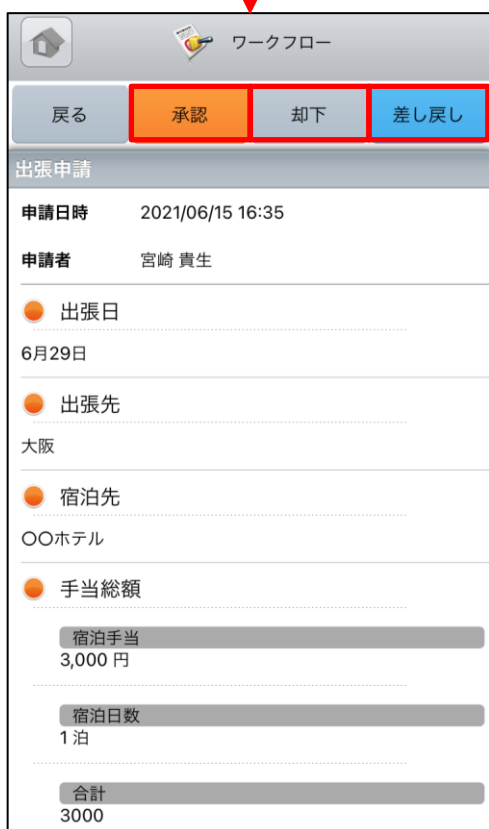 ワークフロー
戻る 承認 却下 差し戻し
出張申請
申請日時 2021/06/15 16:35
申請者 宮崎 貴生
出張日
6月29日
出張先
大阪
宿泊先
〇〇ホテル
手当総額
宿泊手当
3,000 円
宿泊日数
1 泊
合計
3000